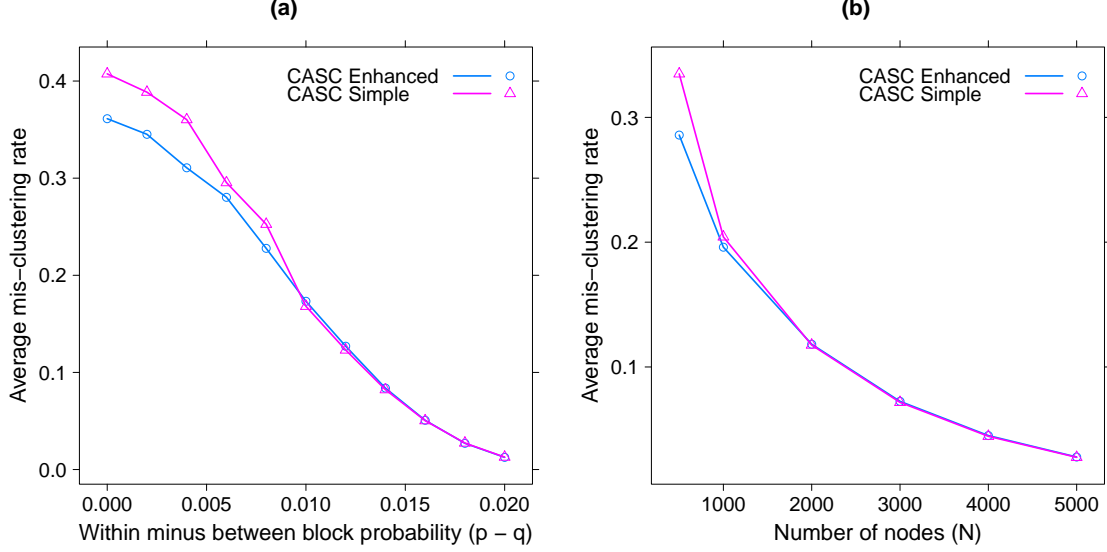 (a)
CASC Enhanced
CASC Simple
0.4
0.3
0.2
0.1
0.0
Average mis−clustering rate
0.000
0.005
0.010
0.015
0.020
Within minus between block probability (p − q)
(b)
CASC Enhanced
CASC Simple
0.3
0.2
0.1
Average mis−clustering rate
1000
2000
3000
4000
5000
Number of nodes (N)